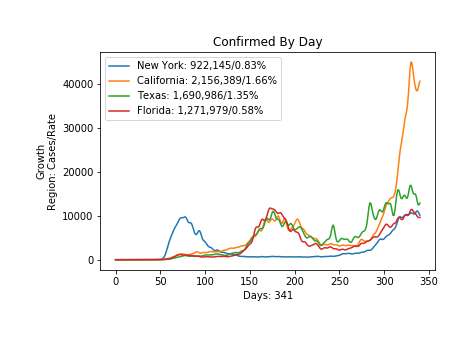 Confirmed By Day
New York: 922,145/0.83%
California: 2,156,389/1.66%
Texas: 1,690,986/1.35%
Florida: 1,271,979/0.58%
Growth
Region: Cases/Rate
40000
30000
20000
10000
0
0 50 100 150 200 250 300 350
Days: 341